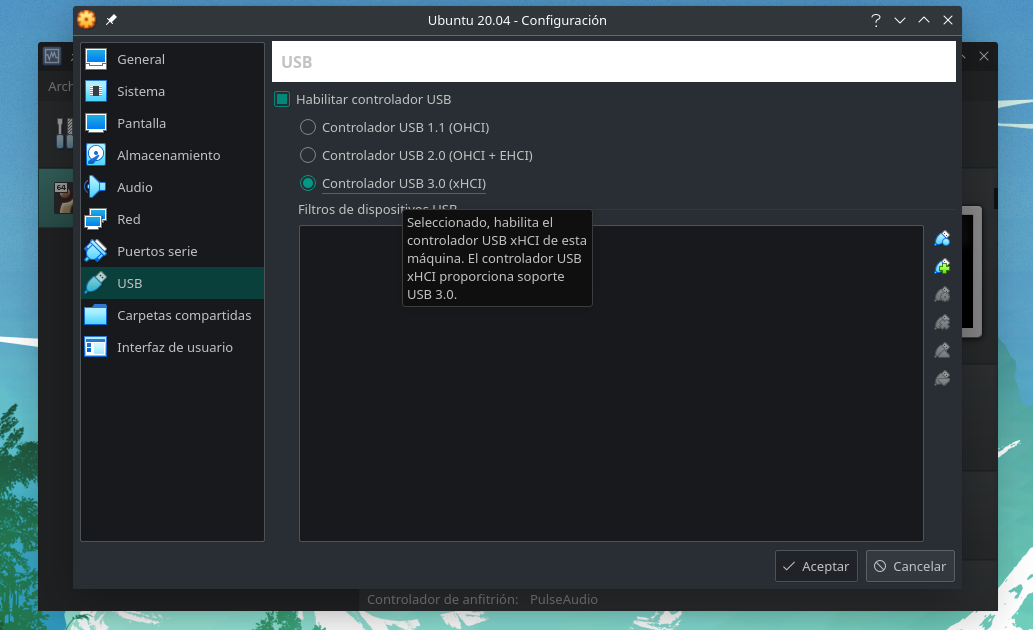 Ubuntu 20.04 - Configuración
Arch
64
General
Sistema
Pantalla
Almacenamiento
Audio
Red
Puertos serie
USB
Carpetas compartidas
Interfaz de usuario
USB
Habilitar controlador USB
Controlador USB 1.1 (OHCI)
Controlador USB 2.0 (OHCI + EHCI)
Controlador USB 3.0 (xHCI)
Filtros de dispositivos USB
Seleccionado, habilita el
controlador USB xHCI de esta
máquina. El controlador USB
xHCI proporciona soporte
USB 3.0.
Aceptar
Cancelar
Controlador de anfitrión: PulseAudio